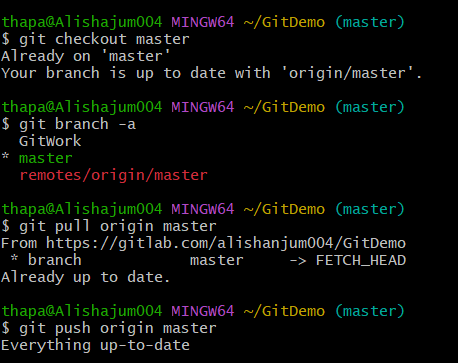 thapa@Alishajum004 MINGW64 ~/GitDemo (master)
$ git checkout master
Already on 'master'
Your branch is up to date with 'origin/master'.
thapa@Alishajum004 MINGW64 ~/GitDemo (master)
$ git branch -a
GitWork
* master
remotes/origin/master
thapa@Alishajum004 MINGW64 ~/GitDemo (master)
$ git pull origin master
From https://gitlab.com/alishanjum004/GitDemo
* branch master -> FETCH_HEAD
Already up to date.
thapa@Alishajum004 MINGW64 ~/GitDemo (master)
$ git push origin master
Everything up-to-date